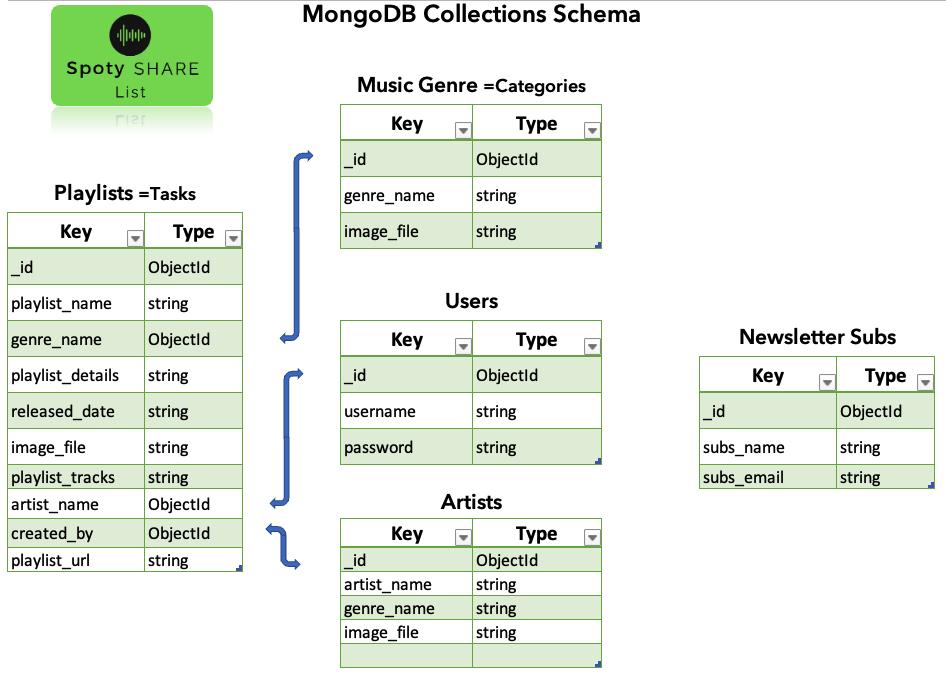 MongoDB Collections Schema
Spoty SHARE
List
Playlists =Tasks
Key Type
_id ObjectId
playlist_name string
genre_name ObjectId
playlist_details string
released_date string
image_file string
playlist_tracks string
artist_name ObjectId
created_by ObjectId
playlist_url string
Music Genre =Categories
Key Type
_id ObjectId
genre_name string
image_file string
Users
Key Type
_id ObjectId
username string
password string
Artists
Key Type
_id ObjectId
artist_name string
genre_name string
image_file string
Newsletter Subs
Key Type
_id ObjectId
subs_name string
subs_email string